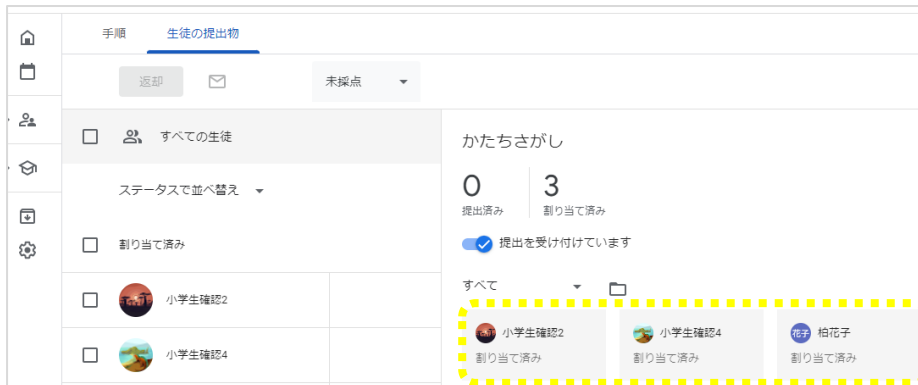 手順 生徒の提出物
返却 未採点
すべての生徒
ステータスで並べ替え
割り当て済み
小学生確認2
小学生確認4
かたちさがし
0 3
提出済み 割り当て済み
提出を受け付けています
すべて
小学生確認2 小学生確認4 花子 柏花子
割り当て済み 割り当て済み 割り当て済み